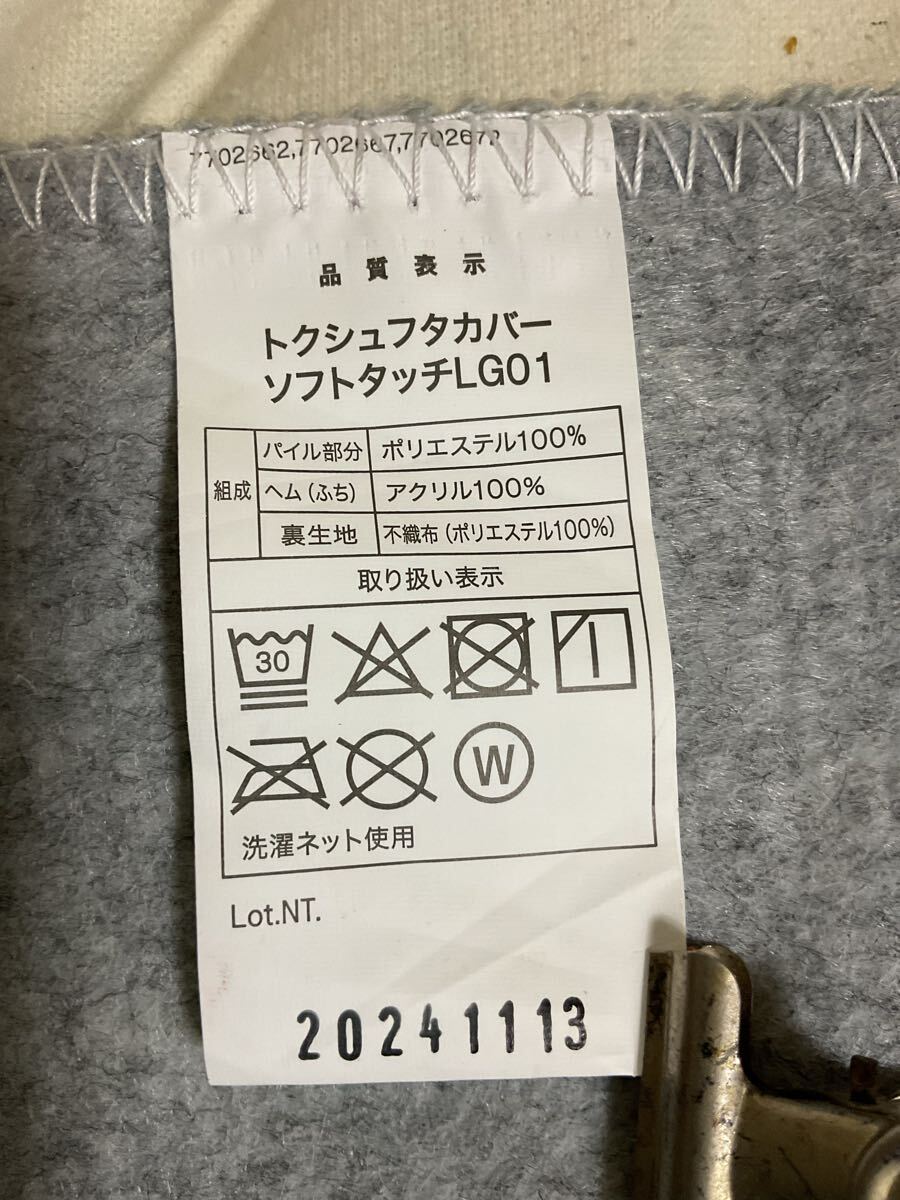 7702662,7702667,7702672
品質表示
トクシュフタカバー
ソフトタッチLG01
組成
パイル部分 ポリエステル100%
ヘム(ふち) アクリル100%
裏生地 不織布(ポリエステル100%)
取り扱い表示
30
W
洗濯ネット使用
Lot.NT.
20241113